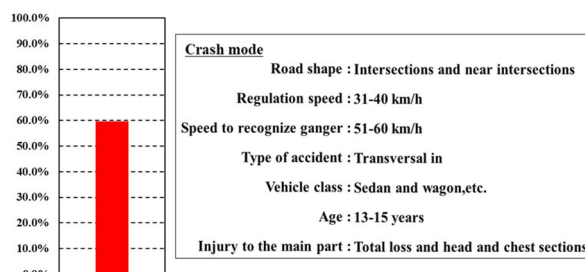 100.0%
90.0%
80.0%
70.0%
60.0%
50.0%
40.0%
30.0%
20.0%
10.0%
0.0%
Crash mode
Road shape : Intersections and near intersections
Regulation speed : 31-40 km/h
Speed to recognize ganger : 51-60 km/h
Type of accident : Transversal in
Vehicle class : Sedan and wagon,etc.
Age : 13-15 years
Injury to the main part : Total loss and head and chest sections